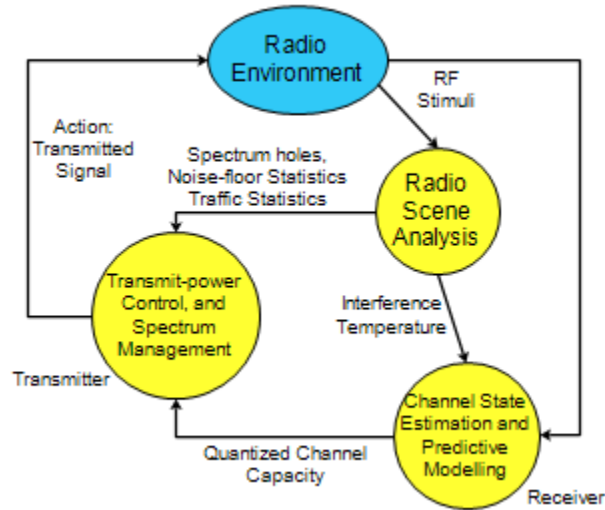 Radio
Environment
RF
Stimuli
Action:
Transmitted
Signal
Spectrum holes,
Noise-floor Statistics
Traffic Statistics
Radio
Scene
Analysis
Transmit-power
Control, and
Spectrum
Management
Interference
Temperature
Transmitter
Channel State
Estimation and
Predictive
Modelling
Quantized Channel
Capacity
Receiver